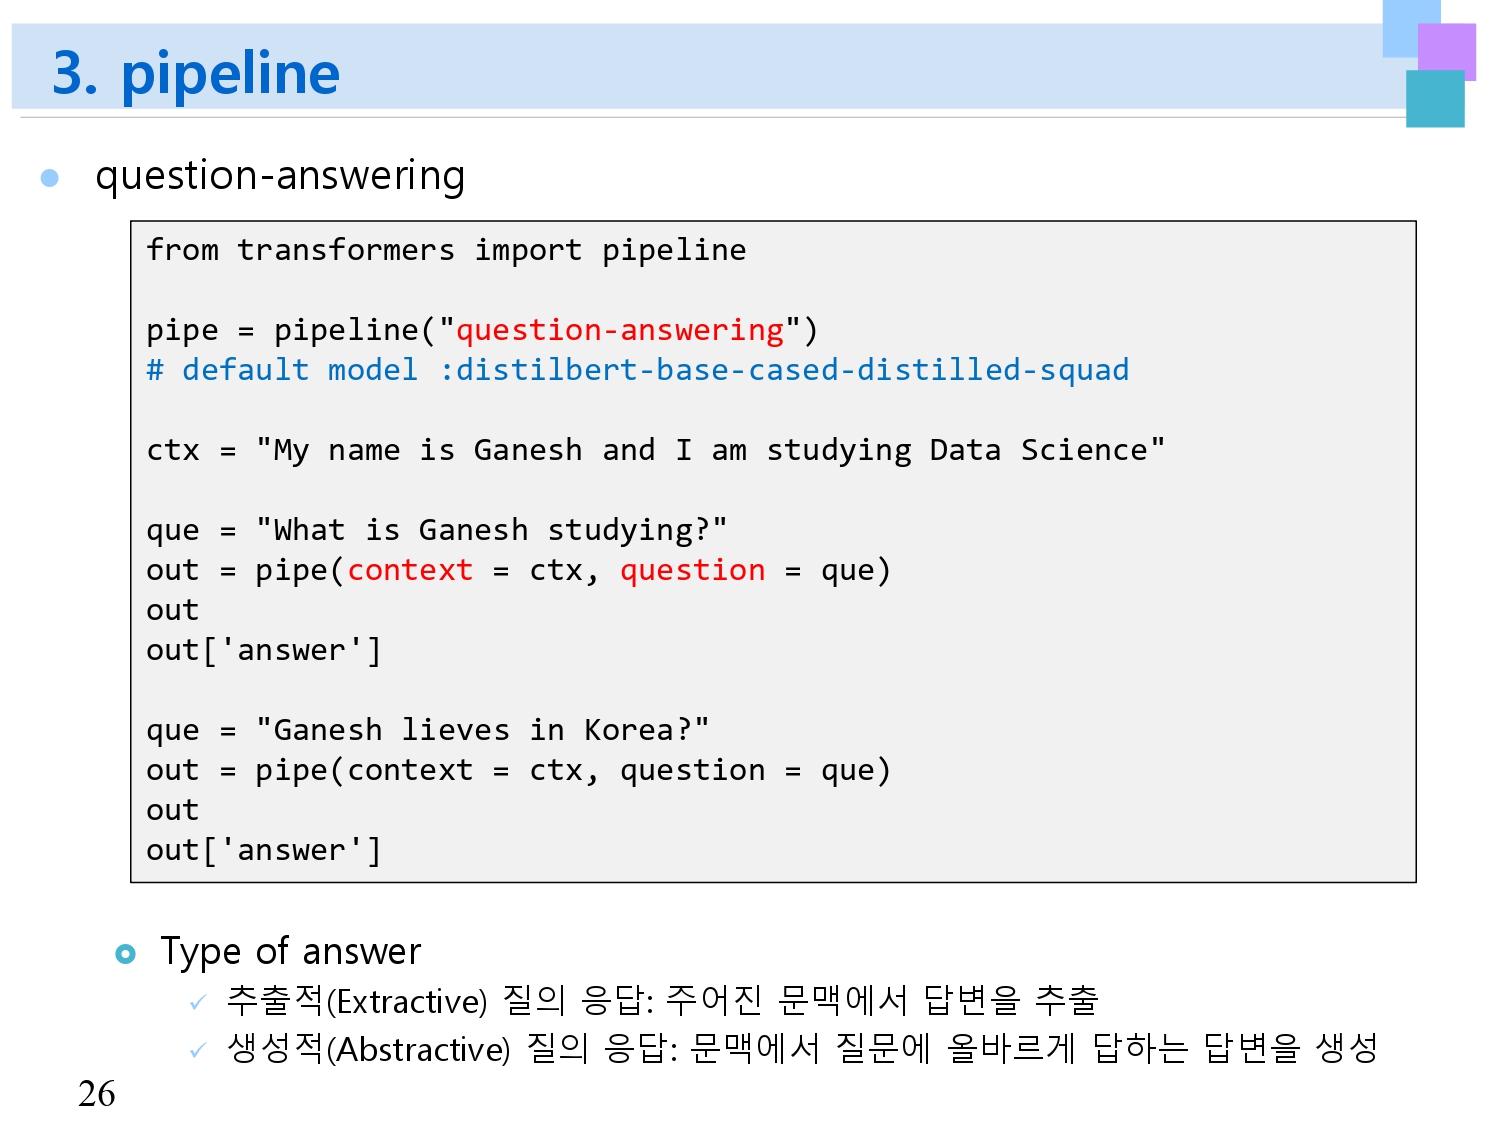 3. pipeline
question-answering
from transformers import pipeline
pipe = pipeline("question-answering")
# default model :distilbert-base-cased-distilled-squad
ctx = "My name is Ganesh and I am studying Data Science"
que = "What is Ganesh studying?"
out = pipe(context = ctx, question = que)
out
out['answer']
que = "Ganesh lieves in Korea?"
out = pipe(context = ctx, question = que)
out
out['answer']
Type of answer
추출적(Extractive) 질의 응답: 주어진 문맥에서 답변을 추출
생성적(Abstractive) 질의 응답: 문맥에서 질문에 올바르게 답하는 답변을 생성
26